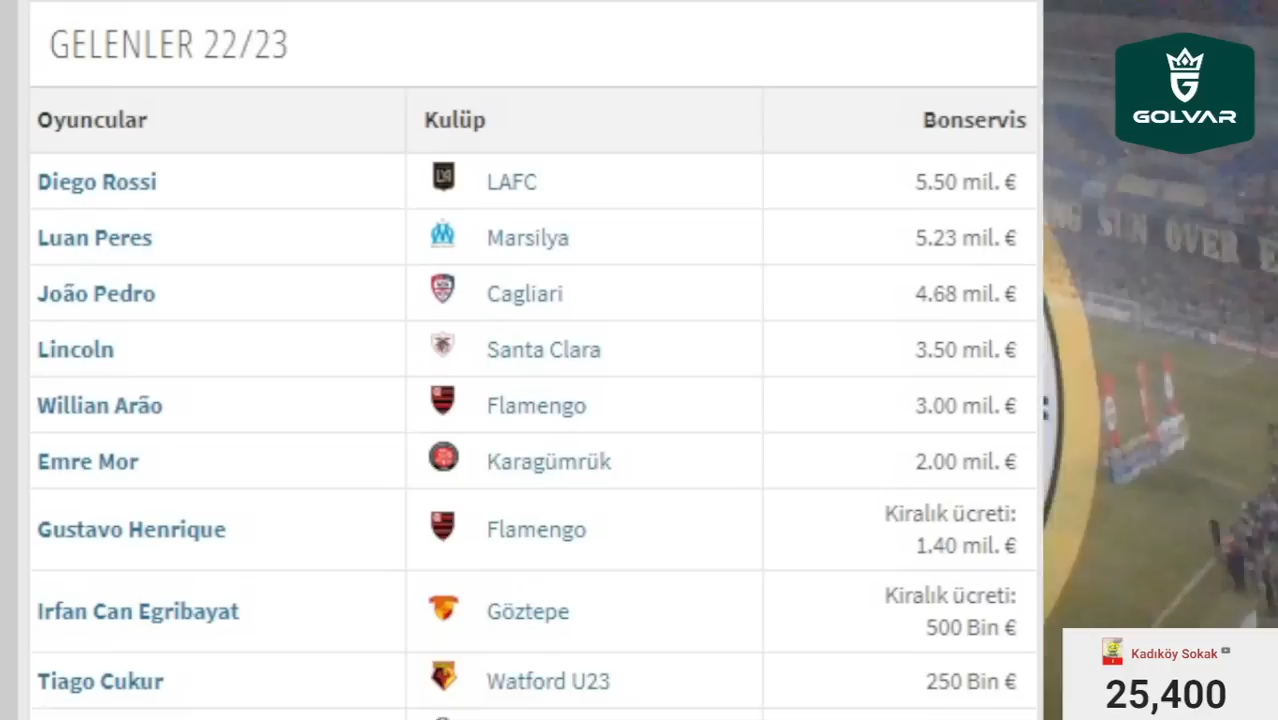 GELENLER 22/23
Oyuncular Kulüp Bonservis
Diego Rossi LAFC 5.50 mil. €
Luan Peres Marsilya 5.23 mil. €
João Pedro Cagliari 4.68 mil. €
Lincoln Santa Clara 3.50 mil. €
Willian Arão Flamengo 3.00 mil. €
Emre Mor Karagümrük 2.00 mil. €
Gustavo Henrique Flamengo Kiralık ücreti:
1.40 mil. €
Irfan Can Egribayat Göztepe Kiralık ücreti:
500 Bin €
Tiago Cukur Watford U23 250 Bin €
GOLVAR
SUN OVER
Kadıköy Sokak
25,400